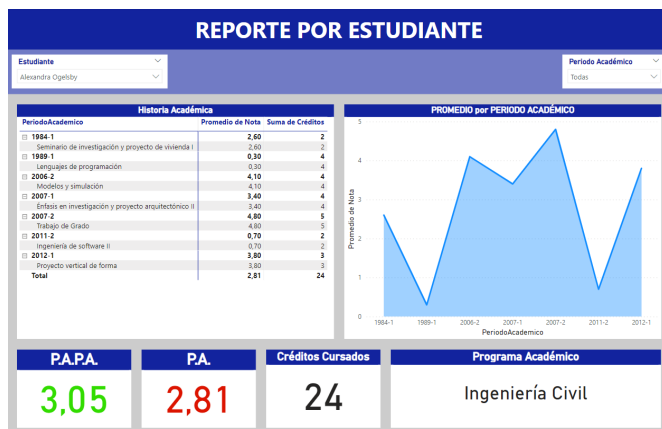 REPORTE POR ESTUDIANTE
Estudiante
Alexandra Ogelsby
Periodo Académico
Todas
Historia Académica
PeriodoAcademico Promedio de Nota Suma de Créditos
1984-1 2,60 2
Seminario de investigación y proyecto de vivienda I 2,60 2
1989-1 0,30 4
Lenguajes de programación 0,30 4
2006-2 4,10 4
Modelos y simulación 4,10 4
2007-1 3,40 4
Énfasis en investigación y proyecto arquitectónico II 3,40 4
2007-2 4,80 5
Trabajo de Grado 4,80 5
2011-2 0,70 2
Ingeniería de software II 0,70 2
2012-1 3,80 3
Proyecto vertical de forma 3,80 3
Total 2,81 24
PROMEDIO por PERIODO ACADÉMICO
Promedio de Nota
5
4
3
2
1
0
1984-1 1989-1 2006-2 2007-1 2007-2 2011-2 2012-1
PeriodoAcademico
P.A.P.A.
3,05
P.A.
2,81
Créditos Cursados
24
Programa Académico
Ingeniería Civil